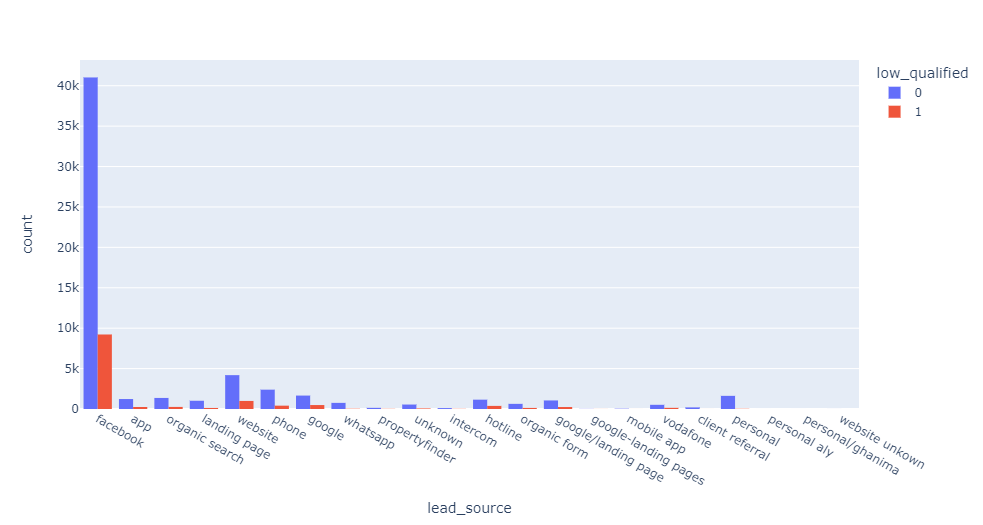 low_qualified
0
1
40k
35k
30k
25k
20k
15k
10k
5k
0
count
facebook
app
organic search
landing page
website
phone
google
whatsapp
propertyfinder
unknown
intercom
hotline
organic form
google/landing page
google-landing pages
mobile app
vodafone
client referral
personal
personal aly
personal/ghanima
website unkown
lead_source